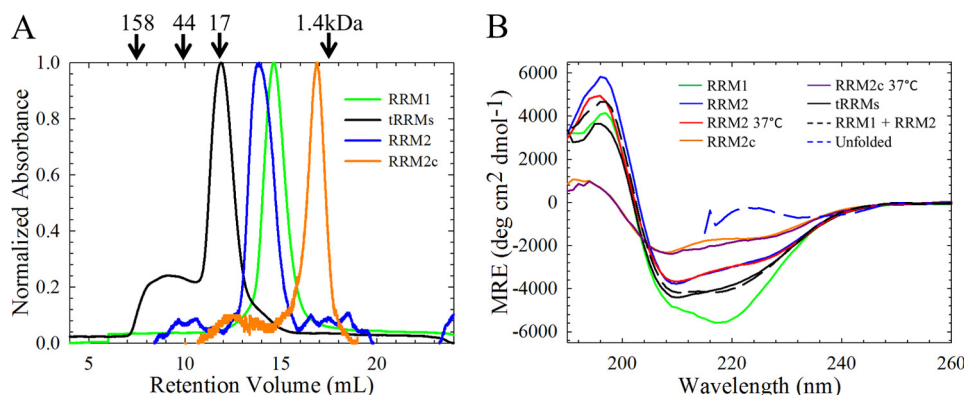 A
158 44 17 1.4kDa
1.0
0.8
0.6
0.4
0.2
0.0
Normalized Absorbance
RRM1
tRRMs
RRM2
RRM2c
5 10 15 20
Retention Volume (mL)
B
6000
4000
2000
0
-2000
-4000
-6000
MRE (deg cm2 dmol-1)
RRM1
RRM2
RRM2 37°C
RRM2c
RRM2c 37°C
tRRMs
RRM1 + RRM2
Unfolded
200 220 240 260
Wavelength (nm)